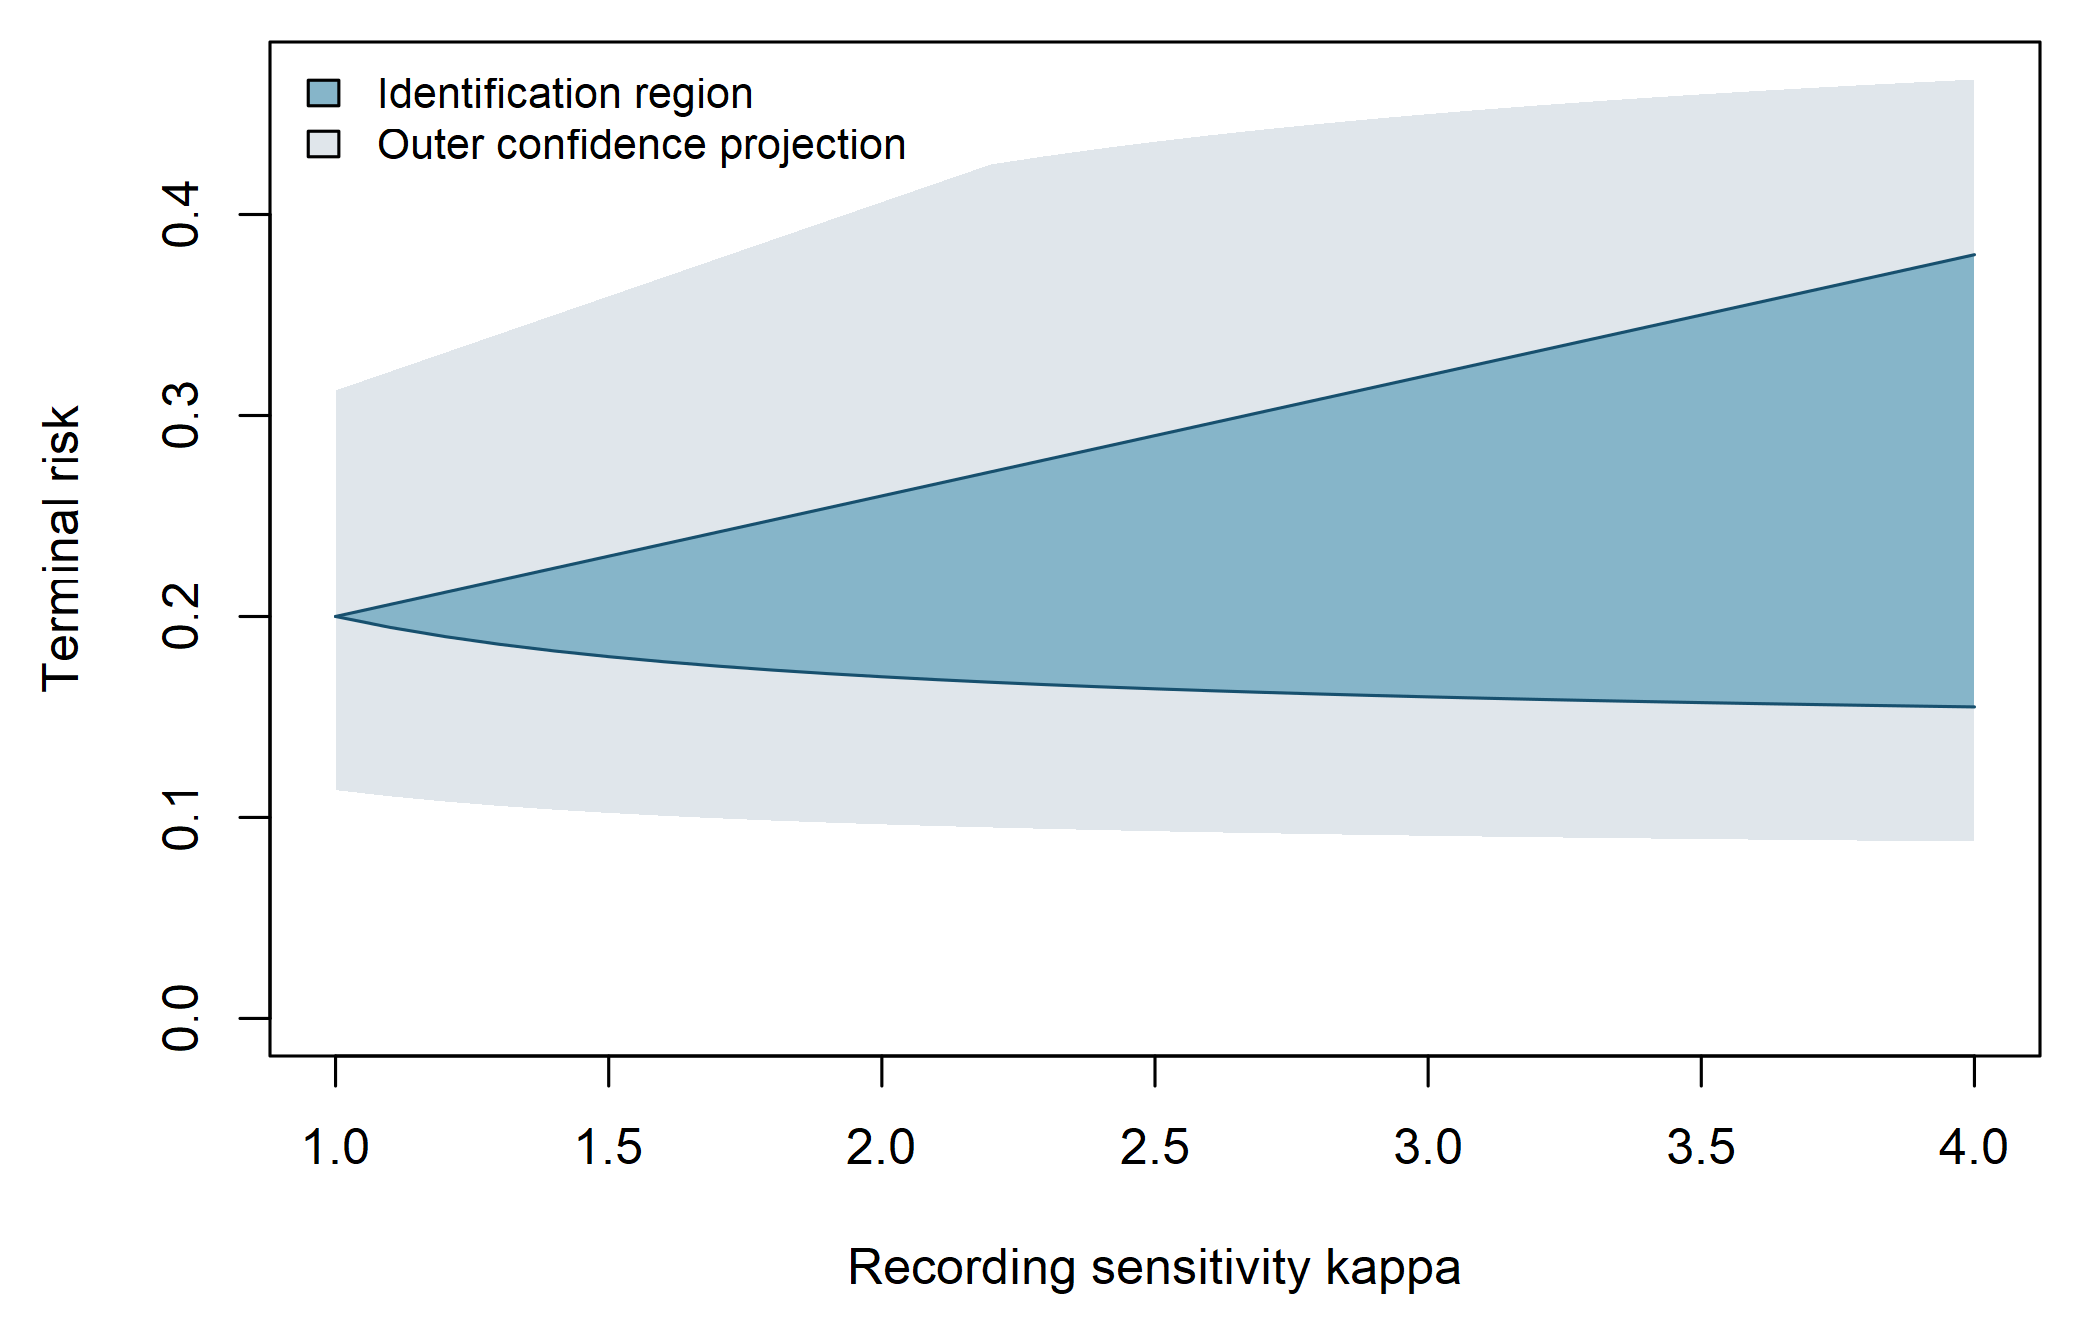 Identification region
Outer confidence projection
Terminal risk
0.4
0.3
0.2
0.1
0.0
1.0 1.5 2.0 2.5 3.0 3.5 4.0
Recording sensitivity kappa